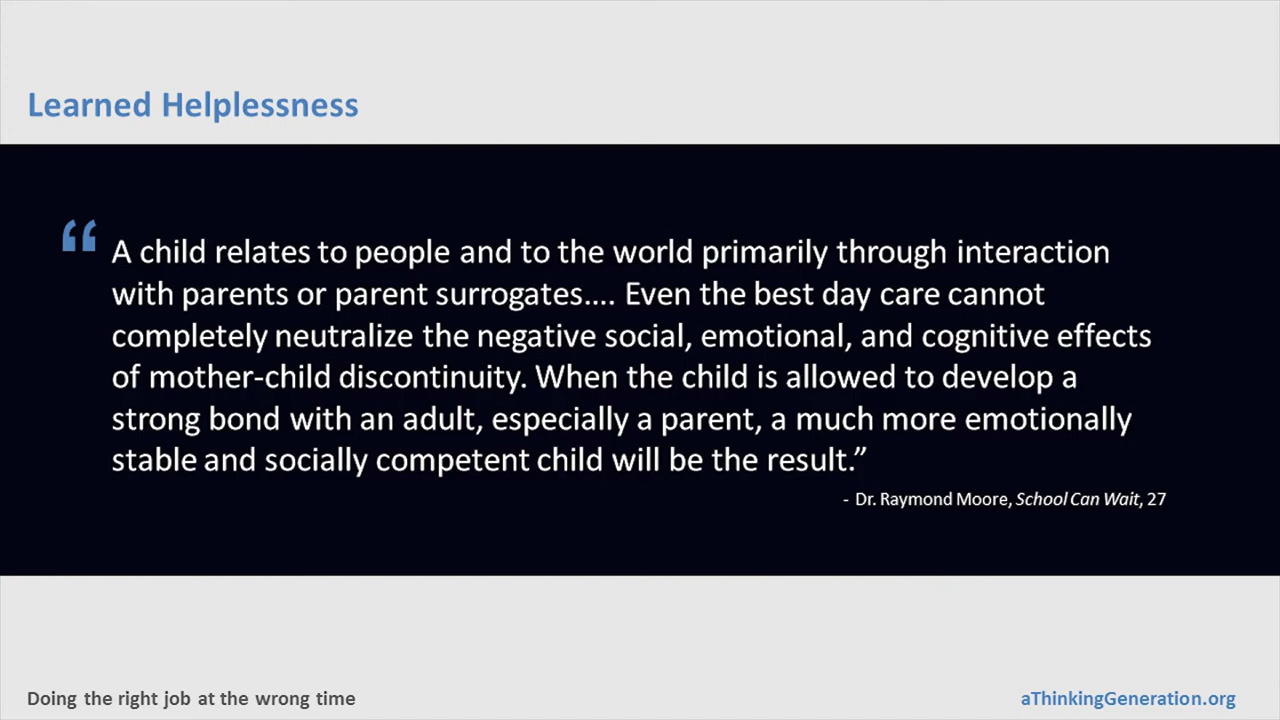 Learned Helplessness
“ A child relates to people and to the world primarily through interaction
with parents or parent surrogates…. Even the best day care cannot
completely neutralize the negative social, emotional, and cognitive effects
of mother-child discontinuity. When the child is allowed to develop a
strong bond with an adult, especially a parent, a much more emotionally
stable and socially competent child will be the result.”
- Dr. Raymond Moore, School Can Wait, 27
Doing the right job at the wrong time
aThinkingGeneration.org